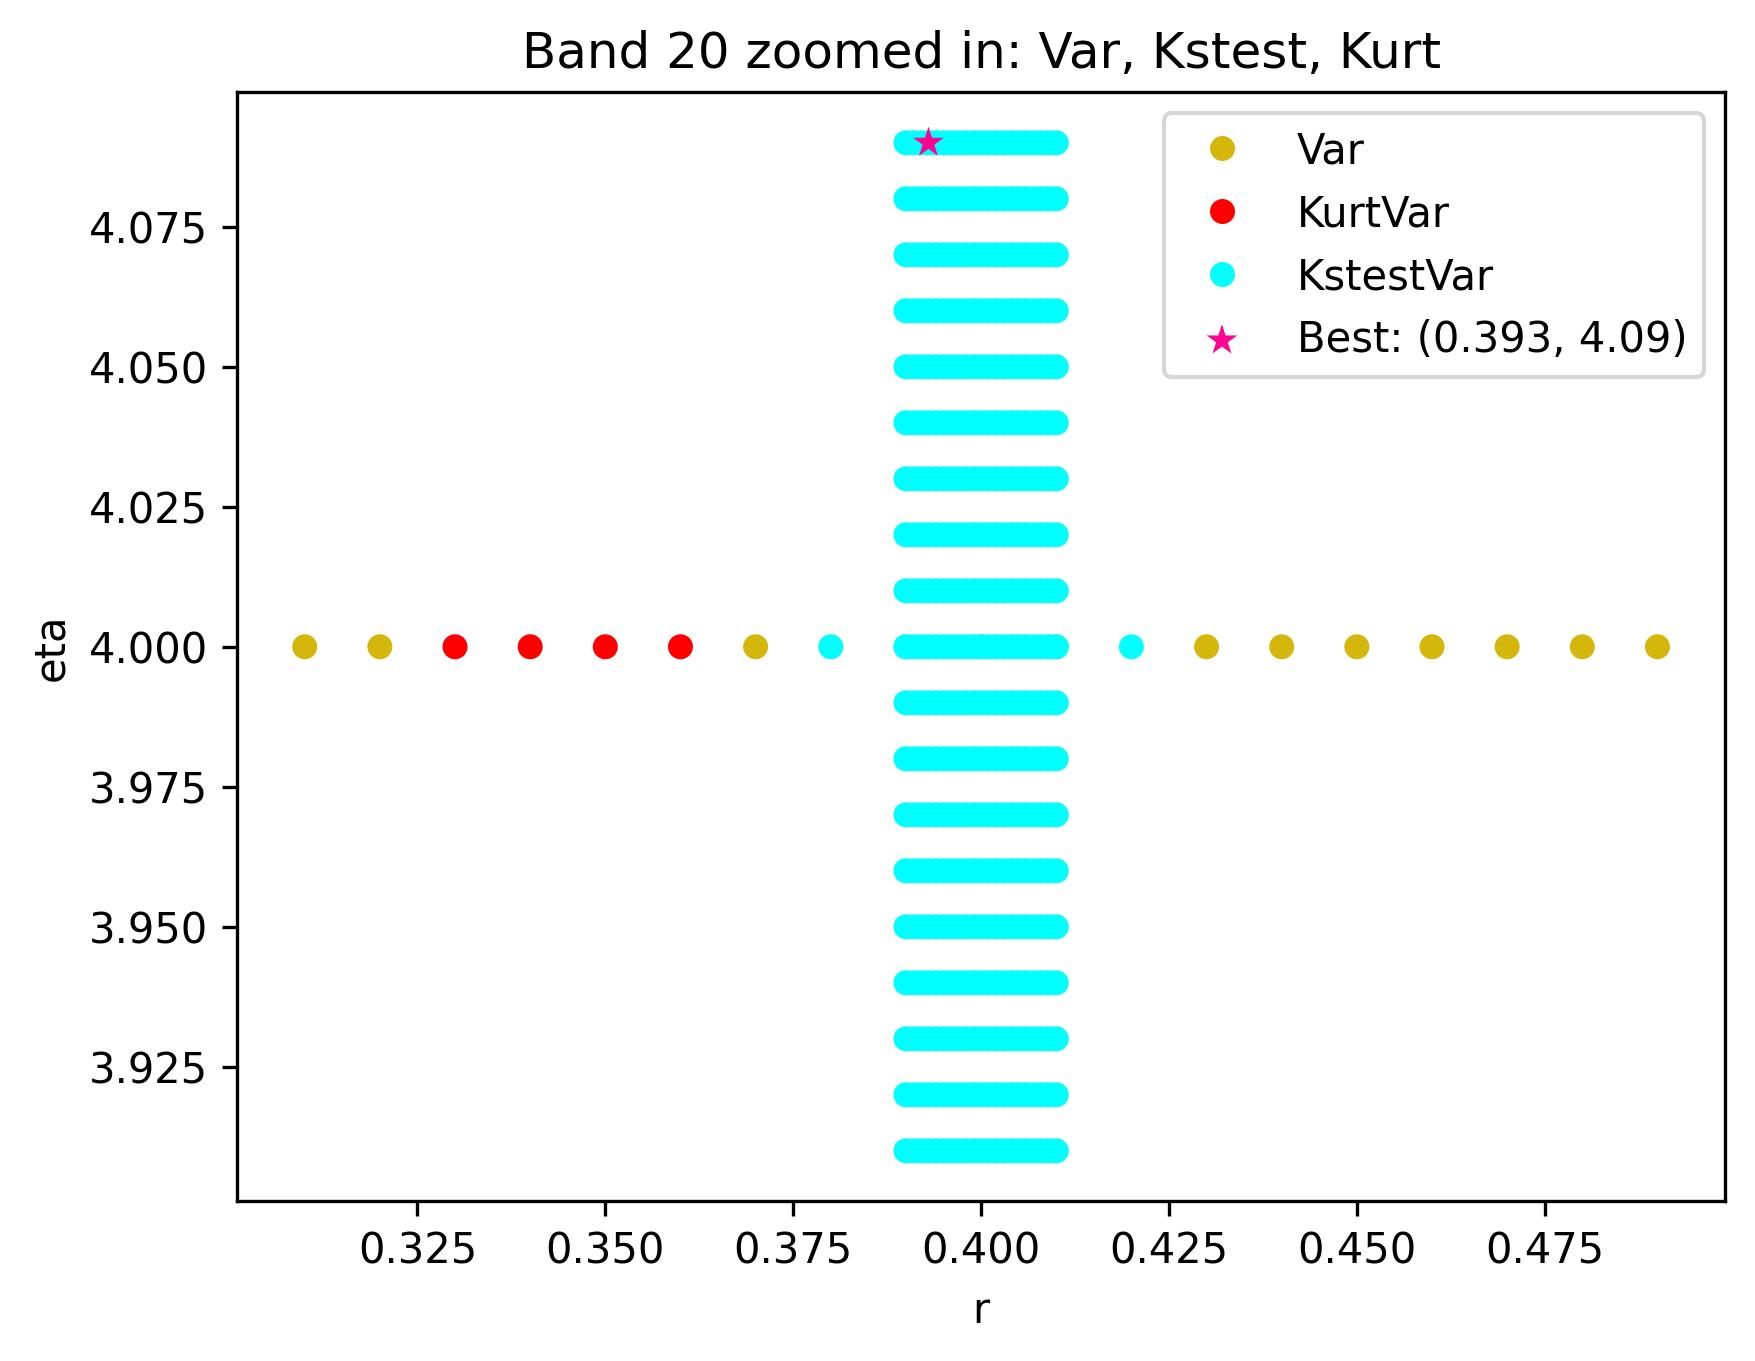 Band 20 zoomed in: Var, Kstest, Kurt
Var
KurtVar
KstestVar
Best: (0.393, 4.09)
eta
4.075
4.050
4.025
4.000
3.975
3.950
3.925
0.325 0.350 0.375 0.400 0.425 0.450 0.475
r